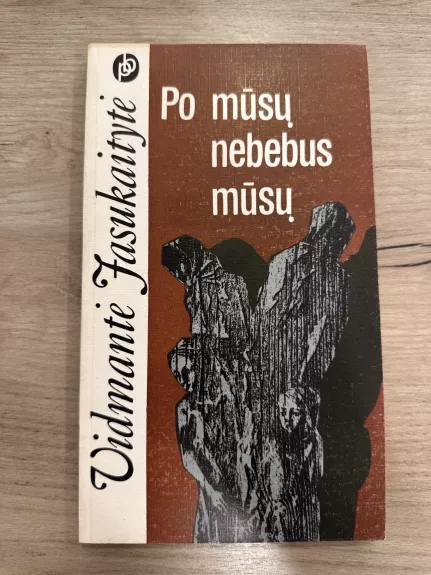 Vidmantė Jasukaitytė
Po mūsų
nebebus
mūsų